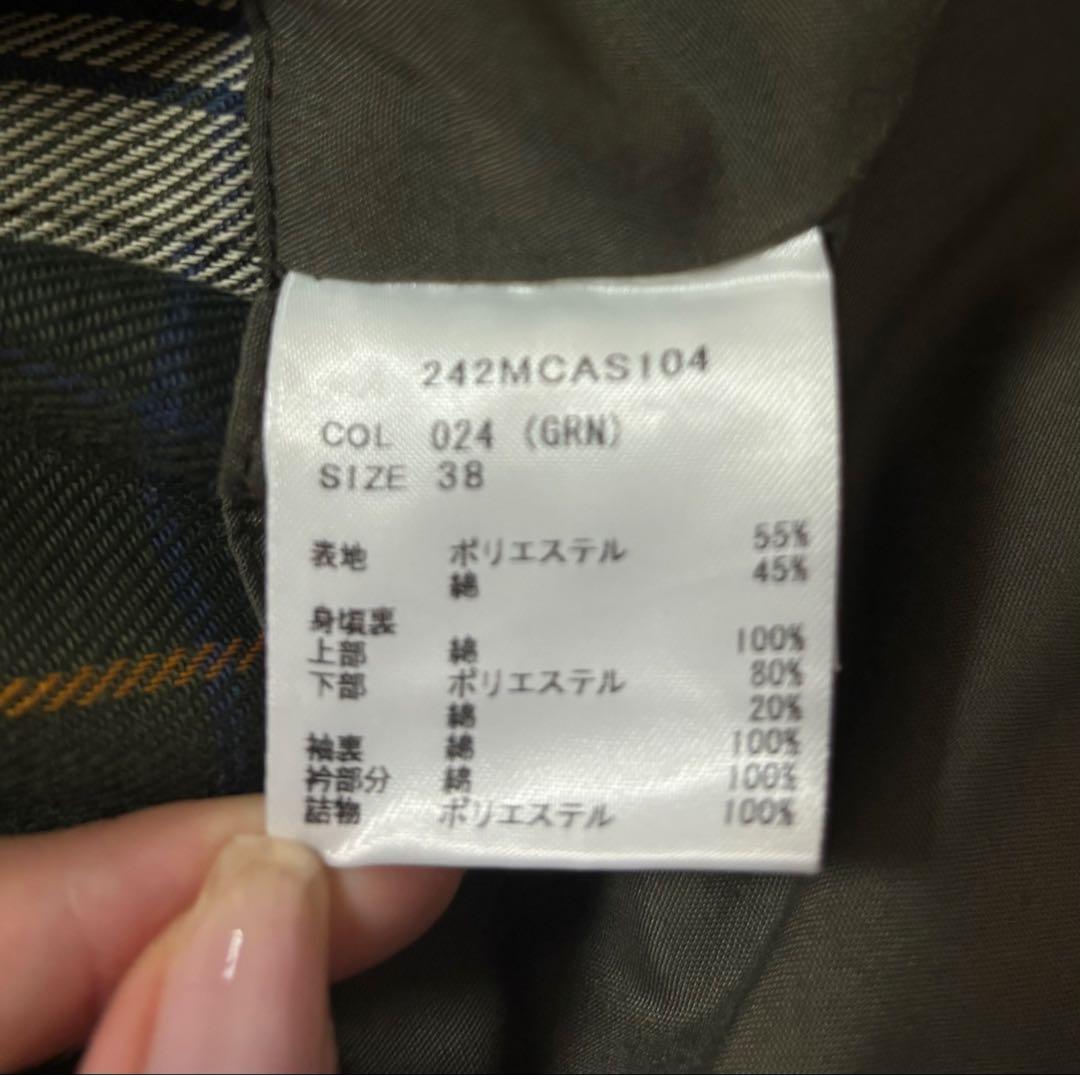 242MCAS104
COL 024 (GRN)
SIZE 38
表地 ポリエステル 55%
綿 45%
身頃裏
上部 綿 100%
下部 ポリエステル 80%
綿 20%
袖裏 綿 100%
衿部分 綿 100%
詰物 ポリエステル 100%